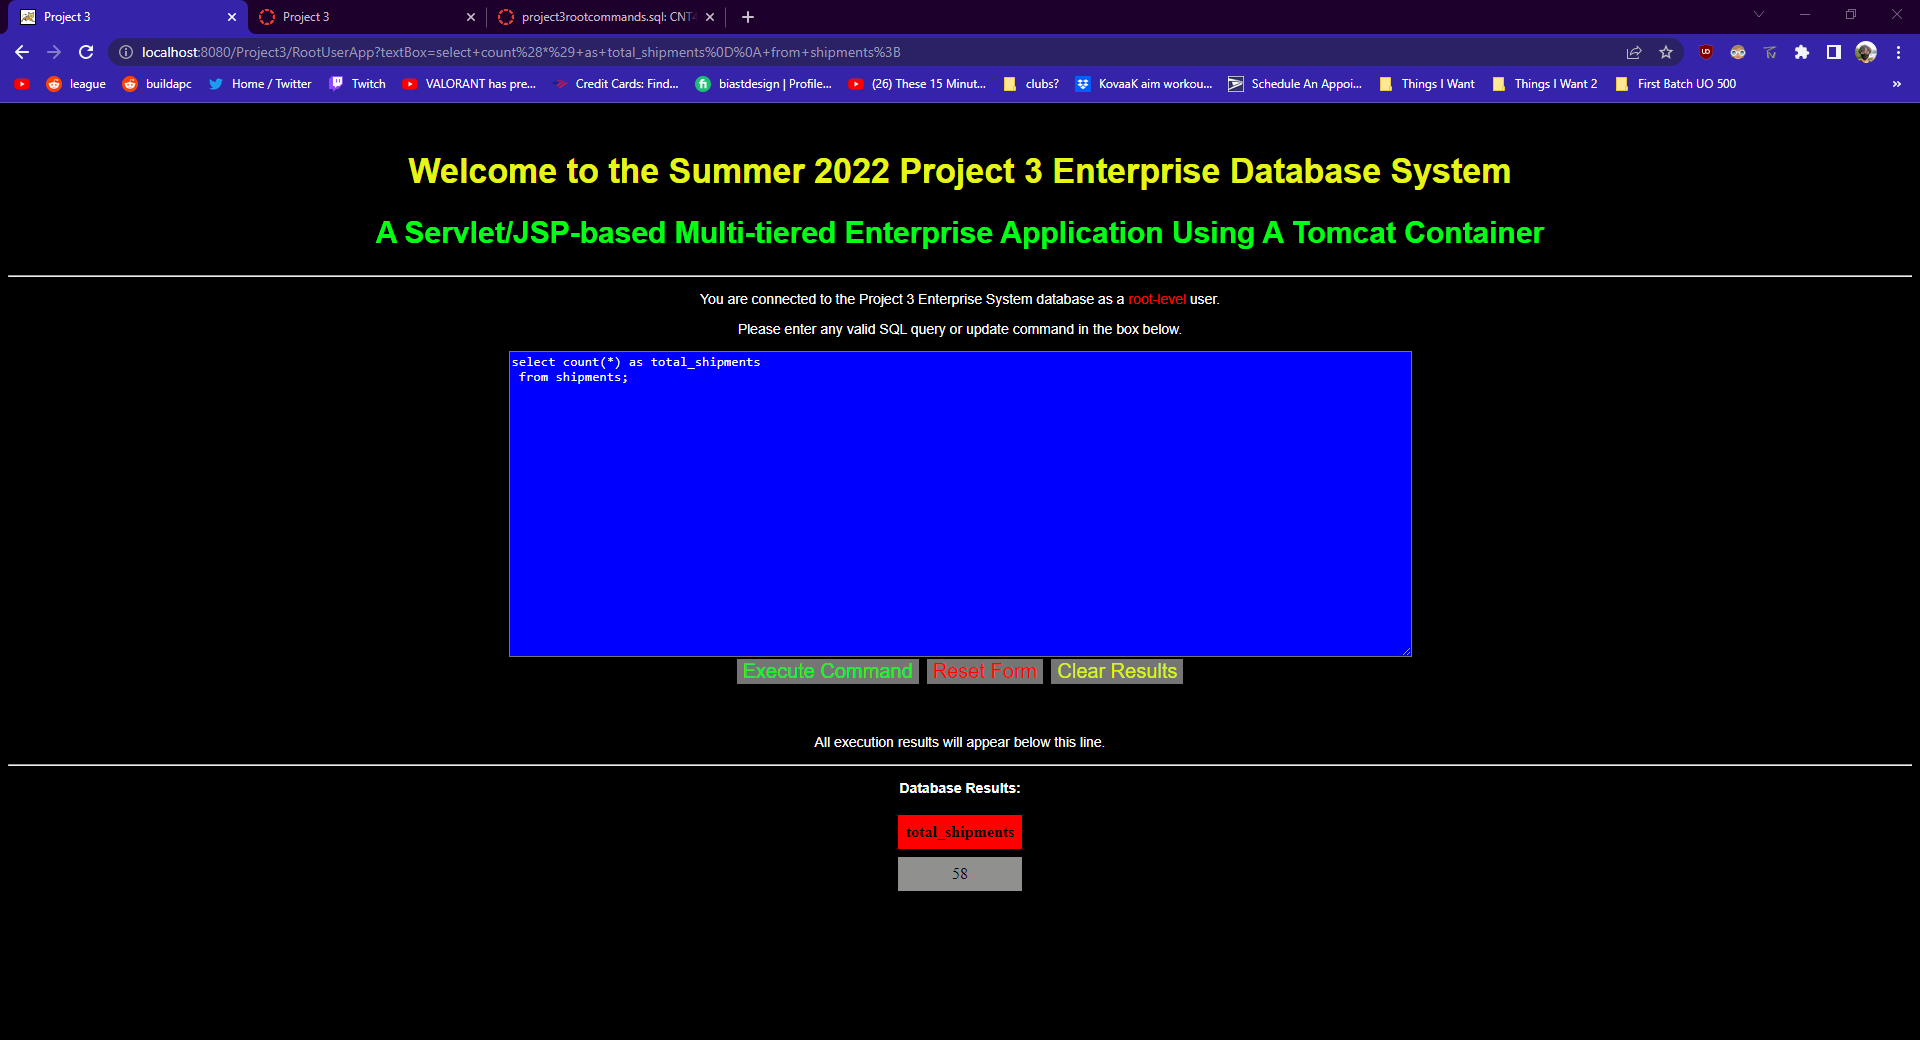 Project 3
Project 3
project3rootcommands.sql: CNT4
localhost:8080/Project3/RootUserApp?textBox=select+count%28*%29+as+total_shipments%0D%0A+from+shipments%3B
league
buildapc
Home / Twitter
Twitch
VALORANT has pre...
Credit Cards: Find...
biastdesign | Profile...
(26) These 15 Minut...
clubs?
KovaaK aim workou...
Schedule An Appoi...
Things I Want
Things I Want 2
First Batch UO 500
»
Welcome to the Summer 2022 Project 3 Enterprise Database System
A Servlet/JSP-based Multi-tiered Enterprise Application Using A Tomcat Container
You are connected to the Project 3 Enterprise System database as a root-level user.
Please enter any valid SQL query or update command in the box below.
select count(*) as total_shipments
from shipments;
Execute Command Reset Form Clear Results
All execution results will appear below this line.
Database Results:
total_shipments
58